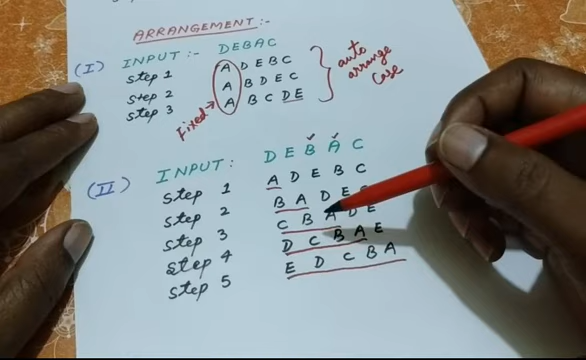 ARRANGEMENT :-
(I) INPUT :- DEBAC
Step 1 A D E B C
Step 2 A B D E C
Step 3 A B C D E
Fixed
auto arrange Case
(II) INPUT : D E B A C
Step 1 A D E B C
Step 2 B A D E
Step 3 C B A D E
Step 4 D C B A E
Step 5 E D C B A